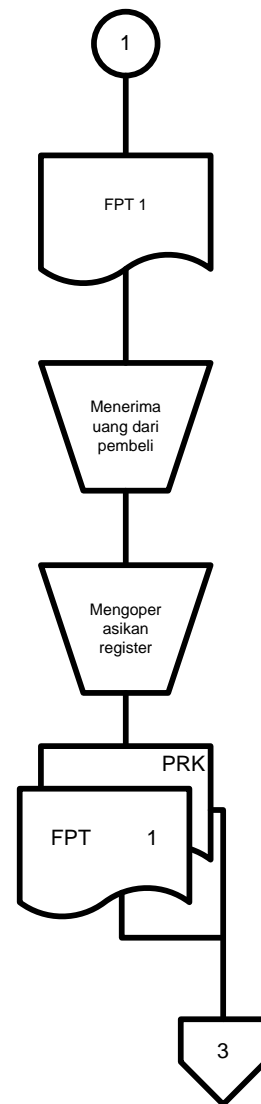 1
FPT 1
Menerima
uang dari
pembeli
Mengoper
asikan
register
PRK
FPT 1
3